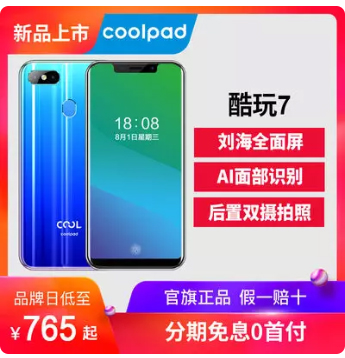 新品上市 coolpad
酷玩7
刘海全面屏
AI面部识别
后置双摄拍照
18:08
8月1日星期三
COOL
coolpad
品牌日低至
¥765起
官旗正品 假一赔十
分期免息0首付